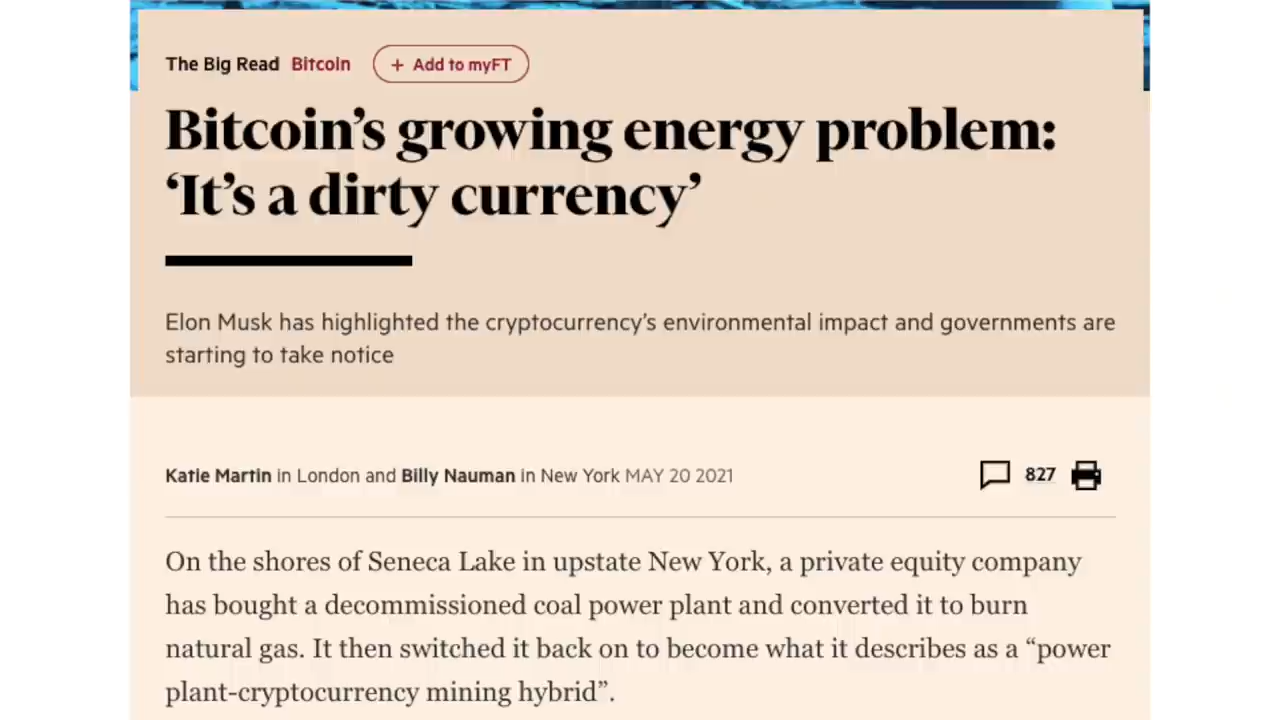 The Big Read Bitcoin + Add to myFT
Bitcoin’s growing energy problem:
‘It’s a dirty currency’
Elon Musk has highlighted the cryptocurrency’s environmental impact and governments are
starting to take notice
Katie Martin in London and Billy Nauman in New York MAY 20 2021 827
On the shores of Seneca Lake in upstate New York, a private equity company
has bought a decommissioned coal power plant and converted it to burn
natural gas. It then switched it back on to become what it describes as a “power
plant-cryptocurrency mining hybrid”.